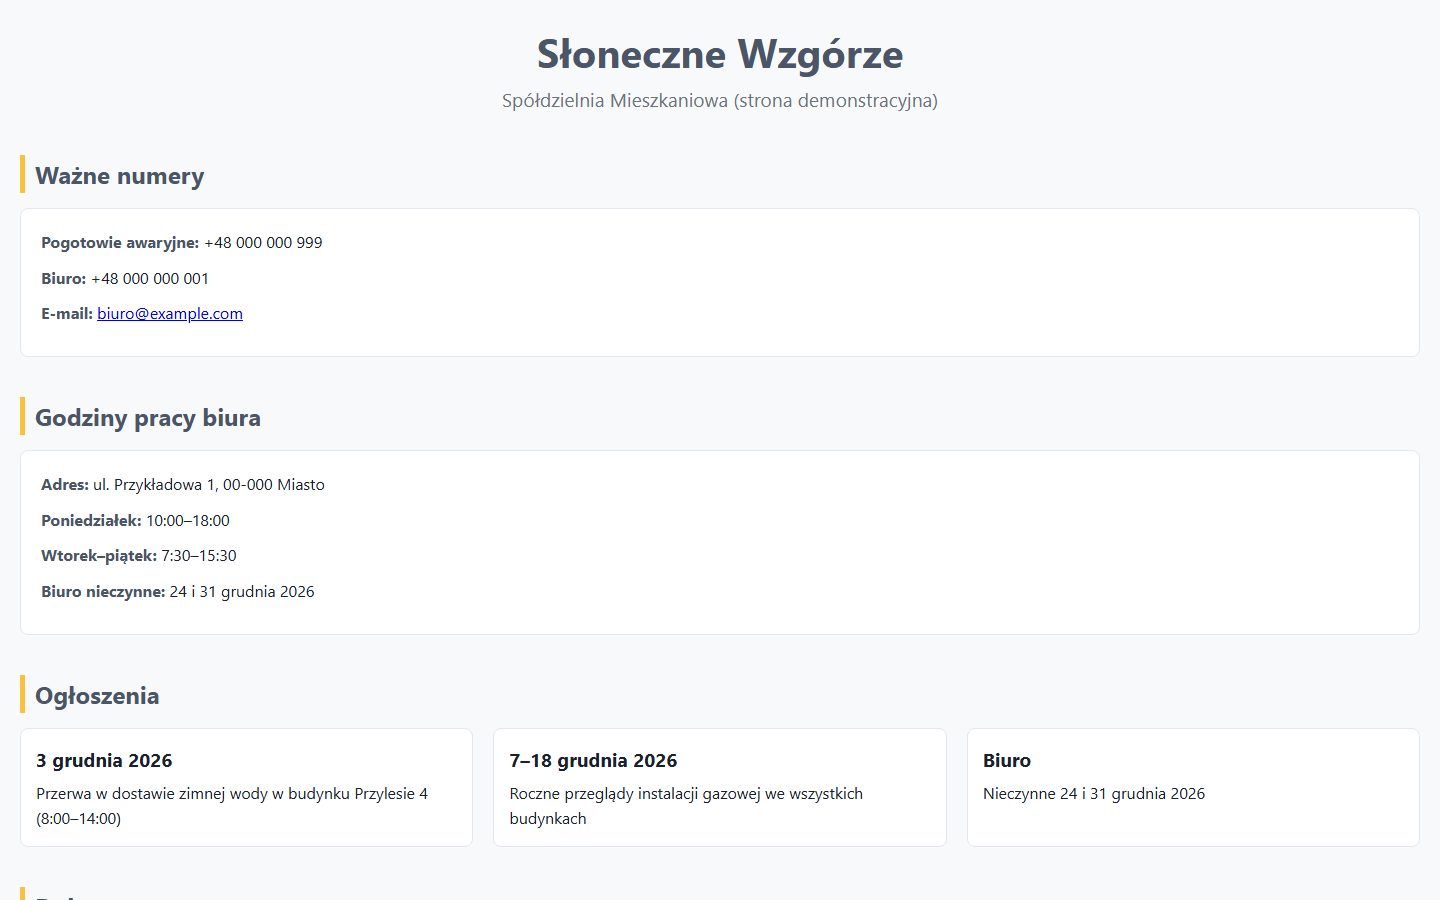 Słoneczne Wzgórze
Spółdzielnia Mieszkaniowa (strona demonstracyjna)
Ważne numery
Pogotowie awaryjne: +48 000 000 999
Biuro: +48 000 000 001
E-mail: biuro@example.com
Godziny pracy biura
Adres: ul. Przykładowa 1, 00-000 Miasto
Poniedziałek: 10:00–18:00
Wtorek–piątek: 7:30–15:30
Biuro nieczynne: 24 i 31 grudnia 2026
Ogłoszenia
3 grudnia 2026
Przerwa w dostawie zimnej wody w budynku Przylesie 4
(8:00–14:00)
7–18 grudnia 2026
Roczne przeglądy instalacji gazowej we wszystkich
budynkach
Biuro
Nieczynne 24 i 31 grudnia 2026